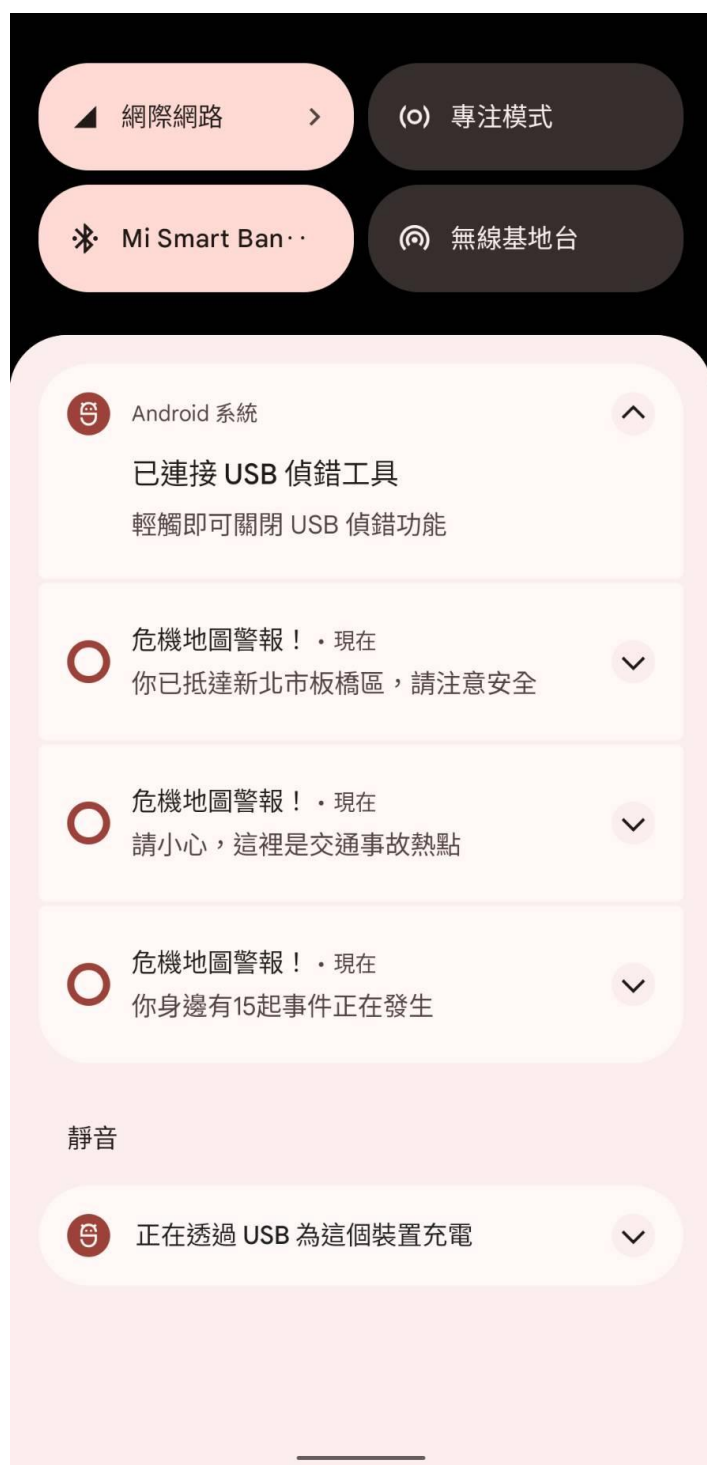 網際網路
專注模式
Mi Smart Ban··
無線基地台
Android 系統
已連接 USB 偵錯工具
輕觸即可關閉 USB 偵錯功能
危機地圖警報！ • 現在
你已抵達新北市板橋區，請注意安全
危機地圖警報！ • 現在
請小心，這裡是交通事故熱點
危機地圖警報！ • 現在
你身邊有15起事件正在發生
靜音
正在透過 USB 為這個裝置充電